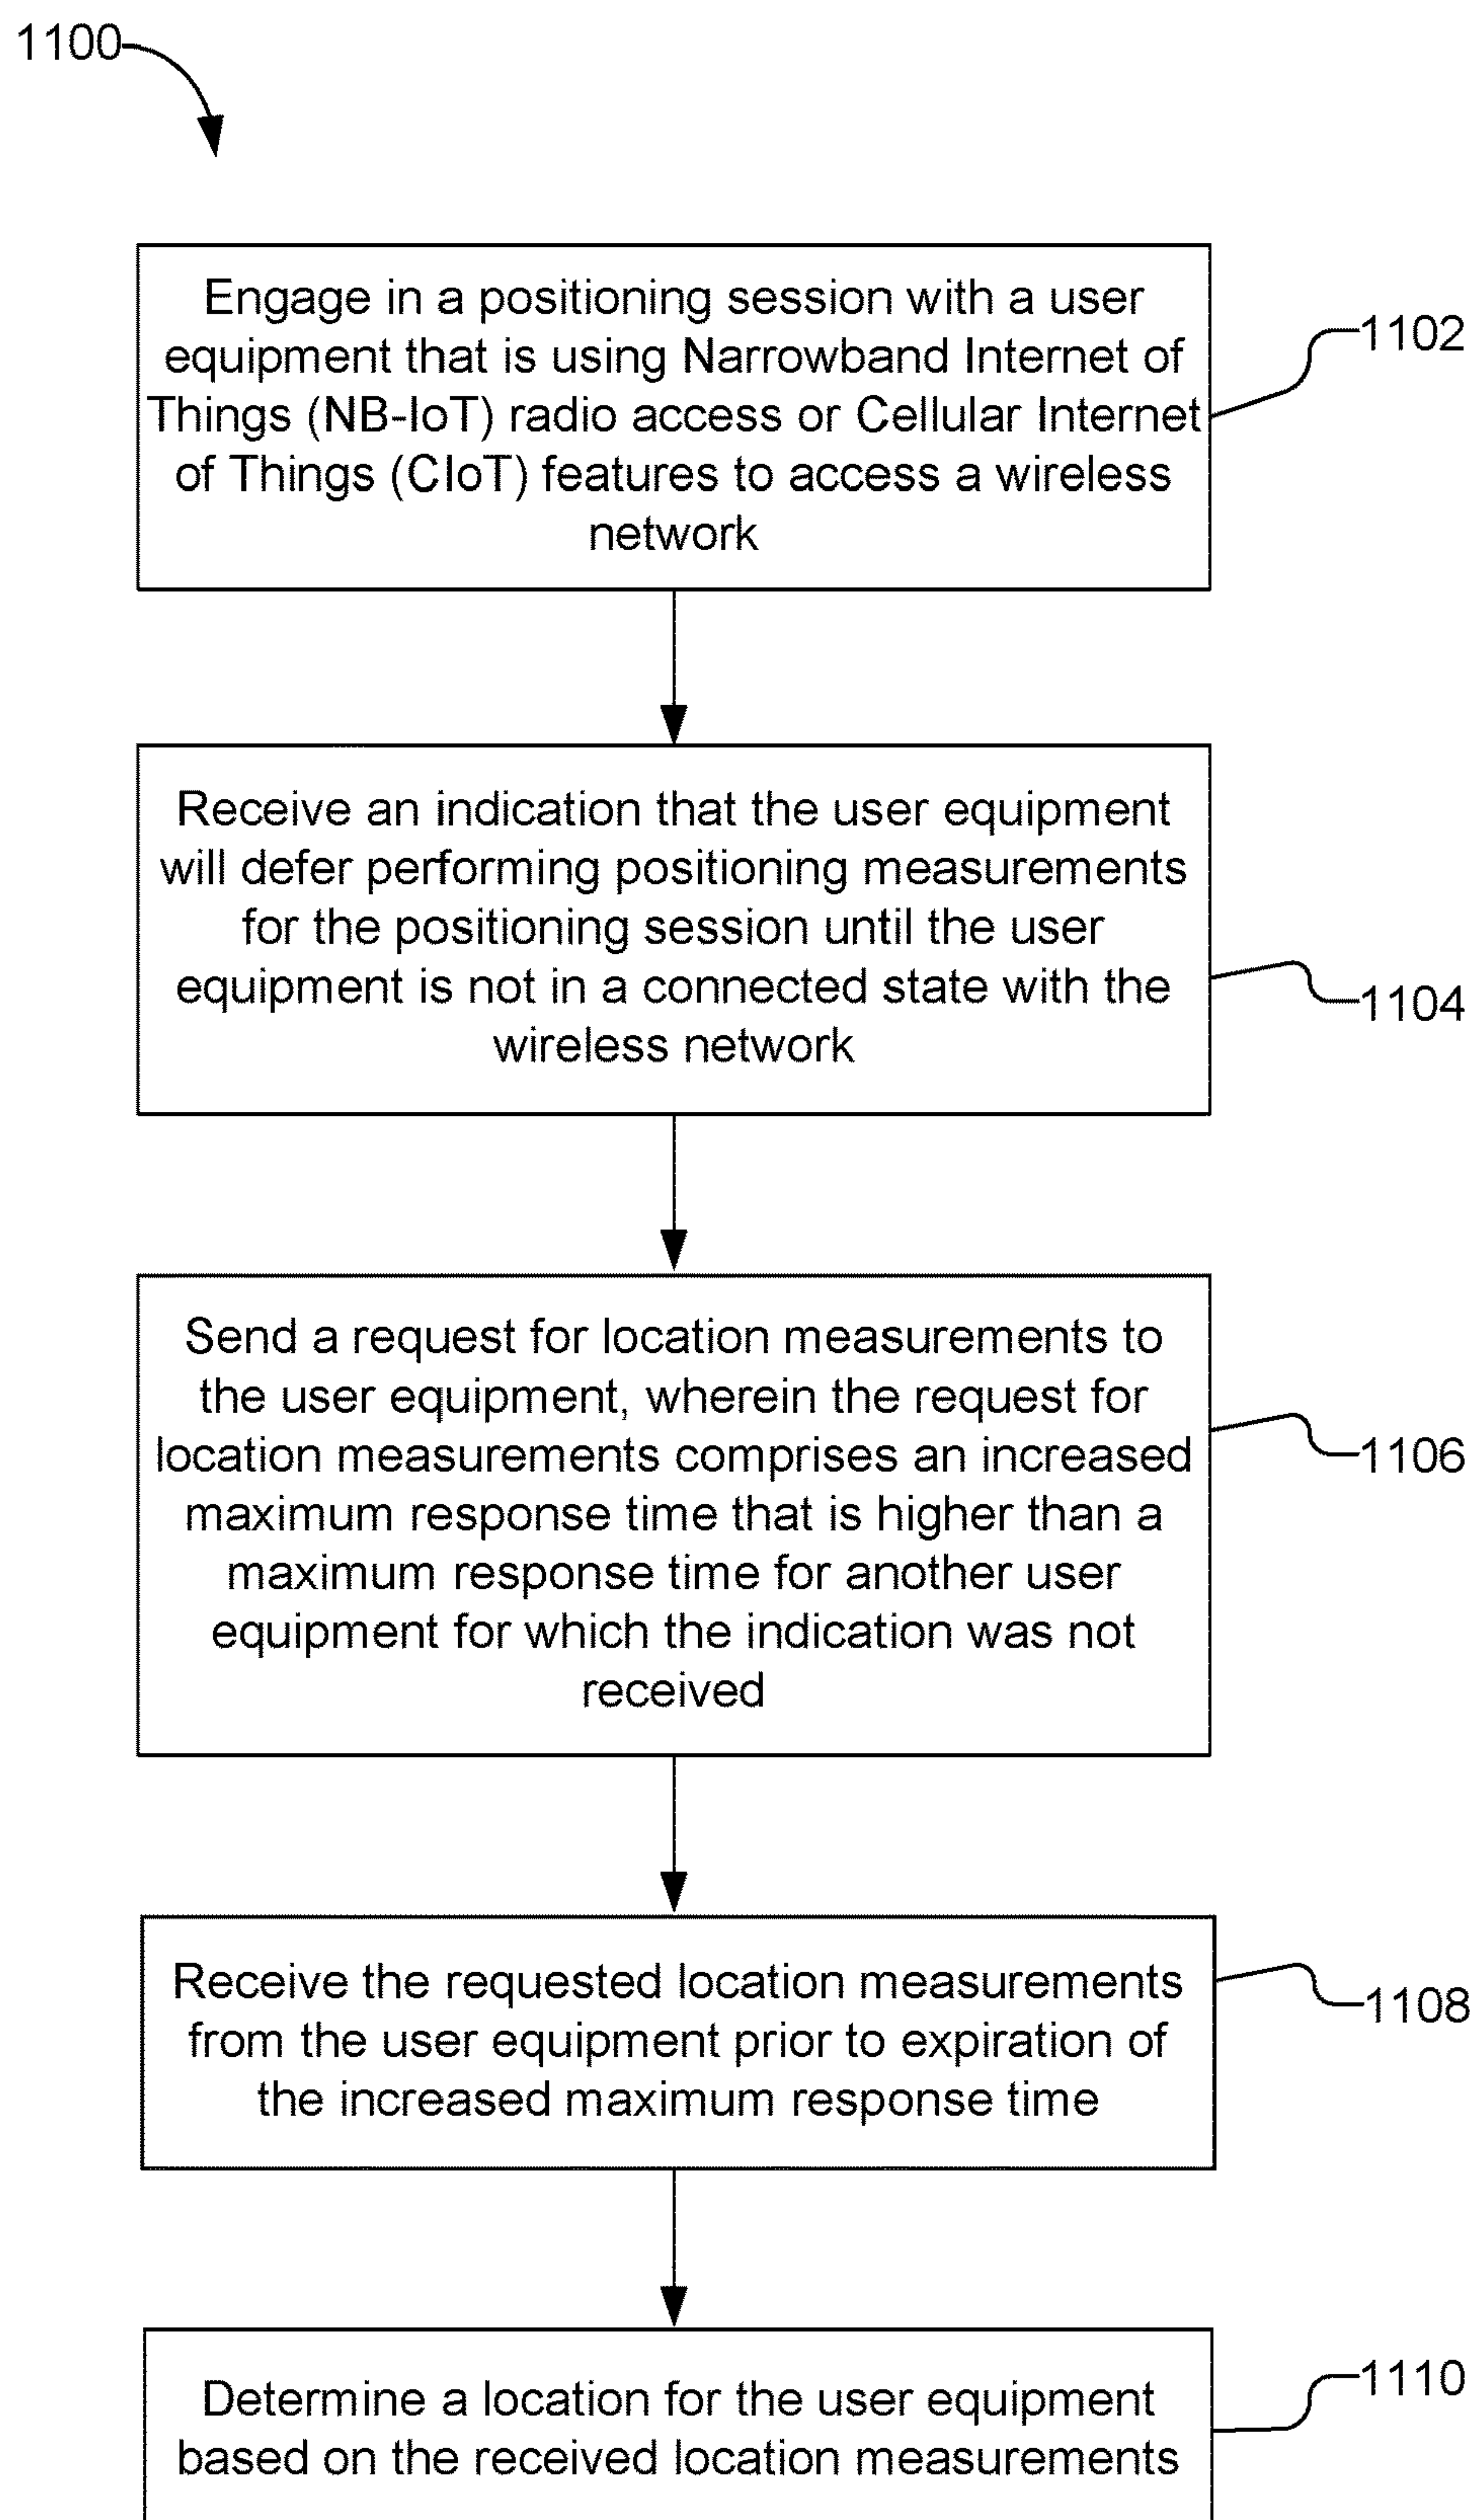 1100
Engage in a positioning session with a user
equipment that is using Narrowband Internet of
Things (NB-IoT) radio access or Cellular Internet
of Things (CIoT) features to access a wireless
network
1102
Receive an indication that the user equipment
will defer performing positioning measurements
for the positioning session until the user
equipment is not in a connected state with the
wireless network
1104
Send a request for location measurements to
the user equipment, wherein the request for
location measurements comprises an increased
maximum response time that is higher than a
maximum response time for another user
equipment for which the indication was not
received
1106
Receive the requested location measurements
from the user equipment prior to expiration of
the increased maximum response time
1108
Determine a location for the user equipment
based on the received location measurements
1110